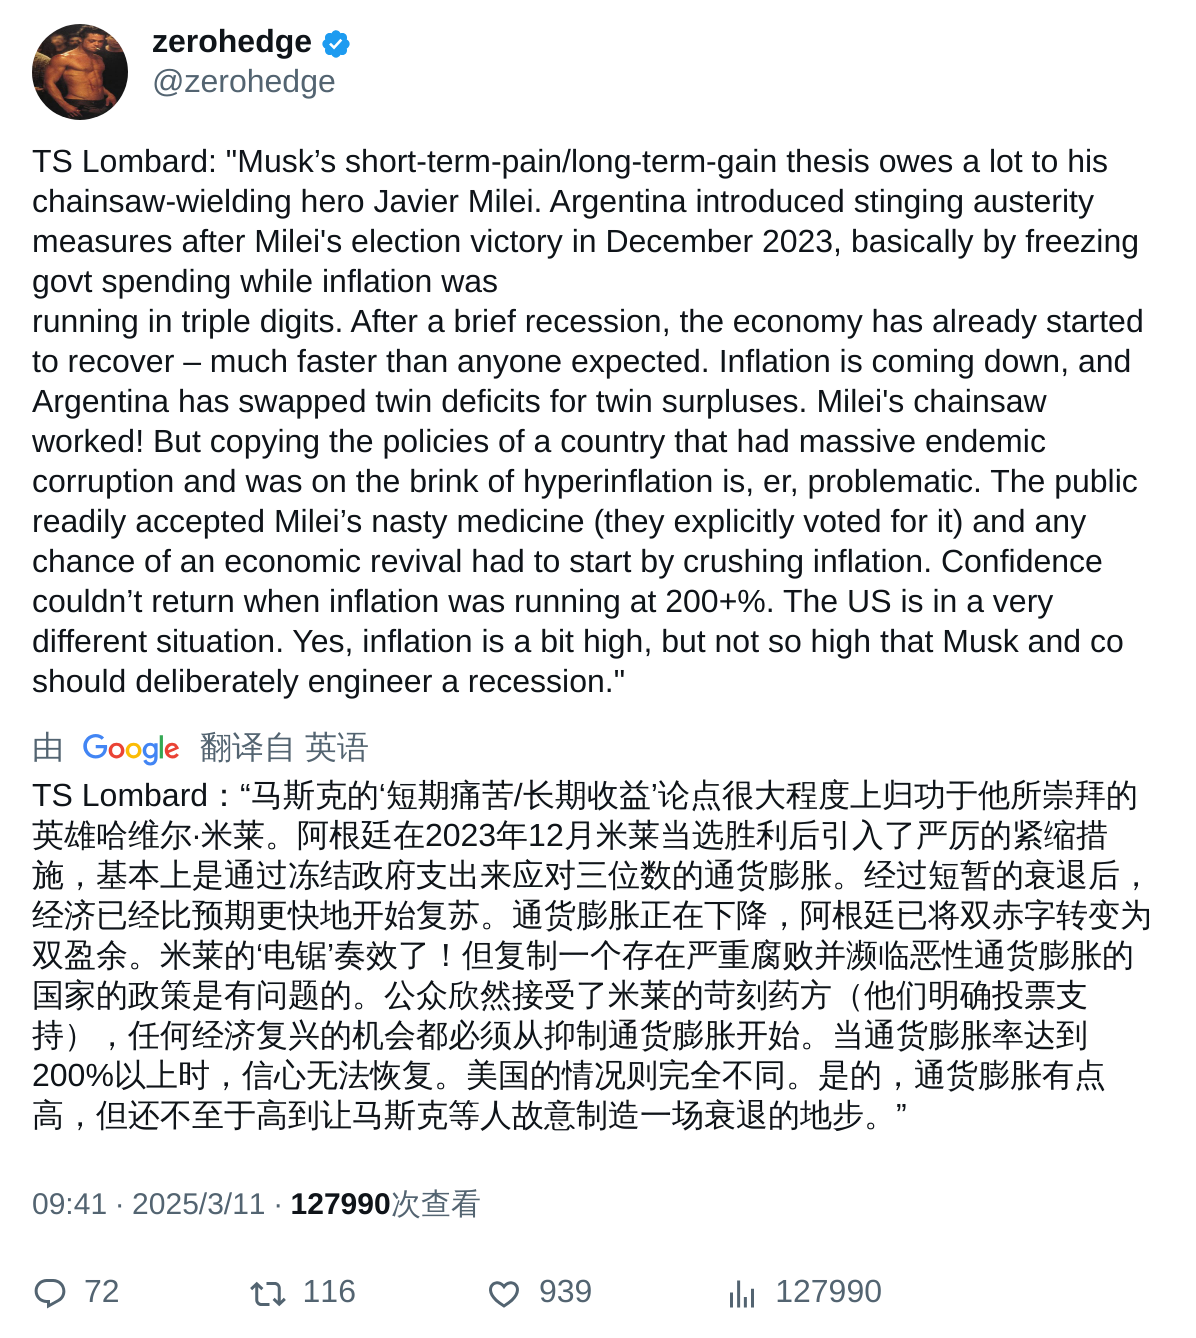 zerohedge
@zerohedge
TS Lombard: "Musk’s short-term-pain/long-term-gain thesis owes a lot to his
chainsaw-wielding hero Javier Milei. Argentina introduced stinging austerity
measures after Milei's election victory in December 2023, basically by freezing
govt spending while inflation was
running in triple digits. After a brief recession, the economy has already started
to recover – much faster than anyone expected. Inflation is coming down, and
Argentina has swapped twin deficits for twin surpluses. Milei's chainsaw
worked! But copying the policies of a country that had massive endemic
corruption and was on the brink of hyperinflation is, er, problematic. The public
readily accepted Milei’s nasty medicine (they explicitly voted for it) and any
chance of an economic revival had to start by crushing inflation. Confidence
couldn’t return when inflation was running at 200+%. The US is in a very
different situation. Yes, inflation is a bit high, but not so high that Musk and co
should deliberately engineer a recession."
由 Google 翻译自 英语
TS Lombard：“马斯克的‘短期痛苦/长期收益’论点很大程度上归功于他所崇拜的
英雄哈维尔·米莱。阿根廷在2023年12月米莱当选胜利后引入了严厉的紧缩措
施，基本上是通过冻结政府支出来应对三位数的通货膨胀。经过短暂的衰退后，
经济已经比预期更快地开始复苏。通货膨胀正在下降，阿根廷已将双赤字转变为
双盈余。米莱的‘电锯’奏效了！但复制一个存在严重腐败并濒临恶性通货膨胀的
国家的政策是有问题的。公众欣然接受了米莱的苛刻药方（他们明确投票支
持），任何经济复兴的机会都必须从抑制通货膨胀开始。当通货膨胀率达到
200%以上时，信心无法恢复。美国的情况则完全不同。是的，通货膨胀有点
高，但还不至于高到让马斯克等人故意制造一场衰退的地步。”
09:41 · 2025/3/11 · 127990次查看
72 116 939 127990